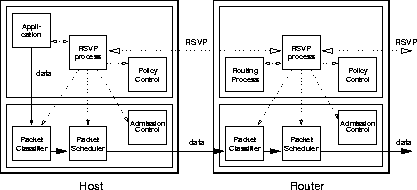 Appli-
cation
RSVP
process
Policy
Control
data
Admission
Control
Packet
Classifier
Packet
Scheduler
Host
RSVP
data
RSVP
process
Routing
Process
Policy
Control
Admission
Control
Packet
Classifier
Packet
Scheduler
Router
RSVP
data